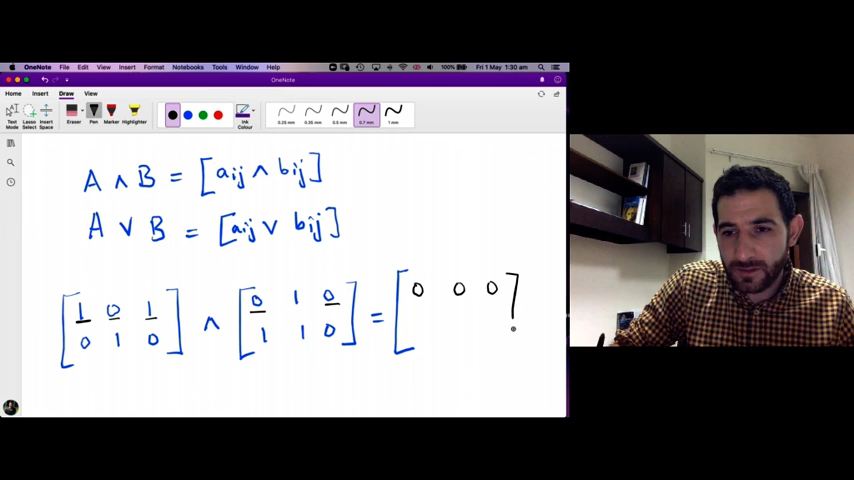 OneNote File Edit View Insert Format Notebooks Tools Window Help 100% Fri 1 May 1:30 am
OneNote
Home Insert Draw View
Text Mode Lasso Select Insert Space Eraser Pen Marker Highlighter Ink Colour 0.25 mm 0.35 mm 0.5 mm 0.7 mm 1 mm
A ∧ B = [aij ∧ bij]
A ∨ B = [aij ∨ bij]
[1 0 1 ∧ [0 1 0 = [0 0 0
0 1 0] 1 1 0]